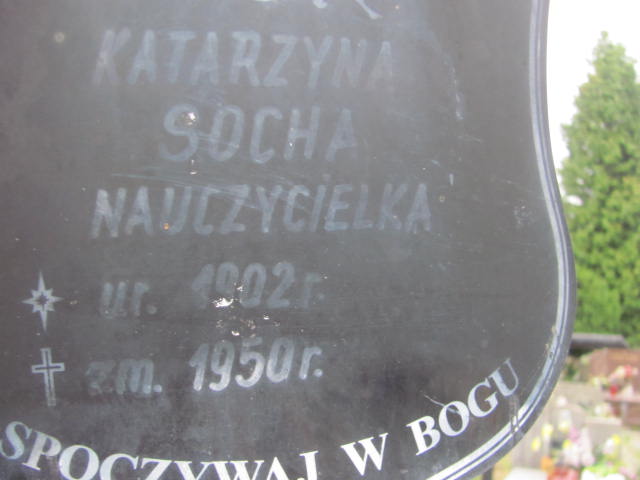 KATARZYNA
SOCHA
NAUCZYCIELKA
ur. 1902 r.
zm. 1950 r.
SPOCZYWAJ W BOGU